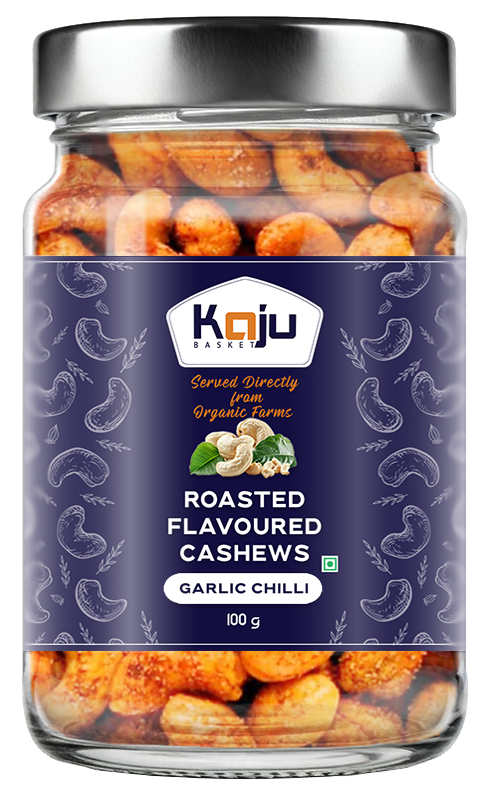 Kaju
BASKET
Served Directly
from
Organic Farms
ROASTED
FLAVOURED
CASHEWS
GARLIC CHILLI
100 g